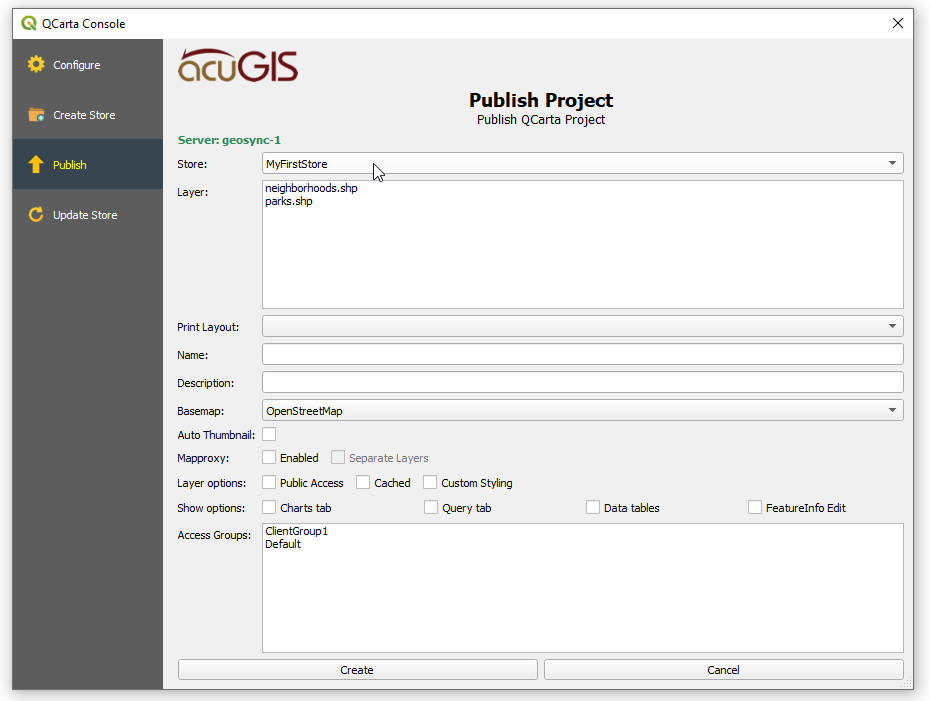 QCarta Console
Configure
Create Store
Publish
Update Store
acuGIS
Publish Project
Publish QCarta Project
Server: geosync-1
Store: MyFirstStore
Layer: neighborhoods.shp
parks.shp
Print Layout:
Name:
Description:
Basemap: OpenStreetMap
Auto Thumbnail:
Mapproxy: Enabled Separate Layers
Layer options: Public Access Cached Custom Styling
Show options: Charts tab Query tab Data tables FeatureInfo Edit
Access Groups: ClientGroup1
Default
Create Cancel